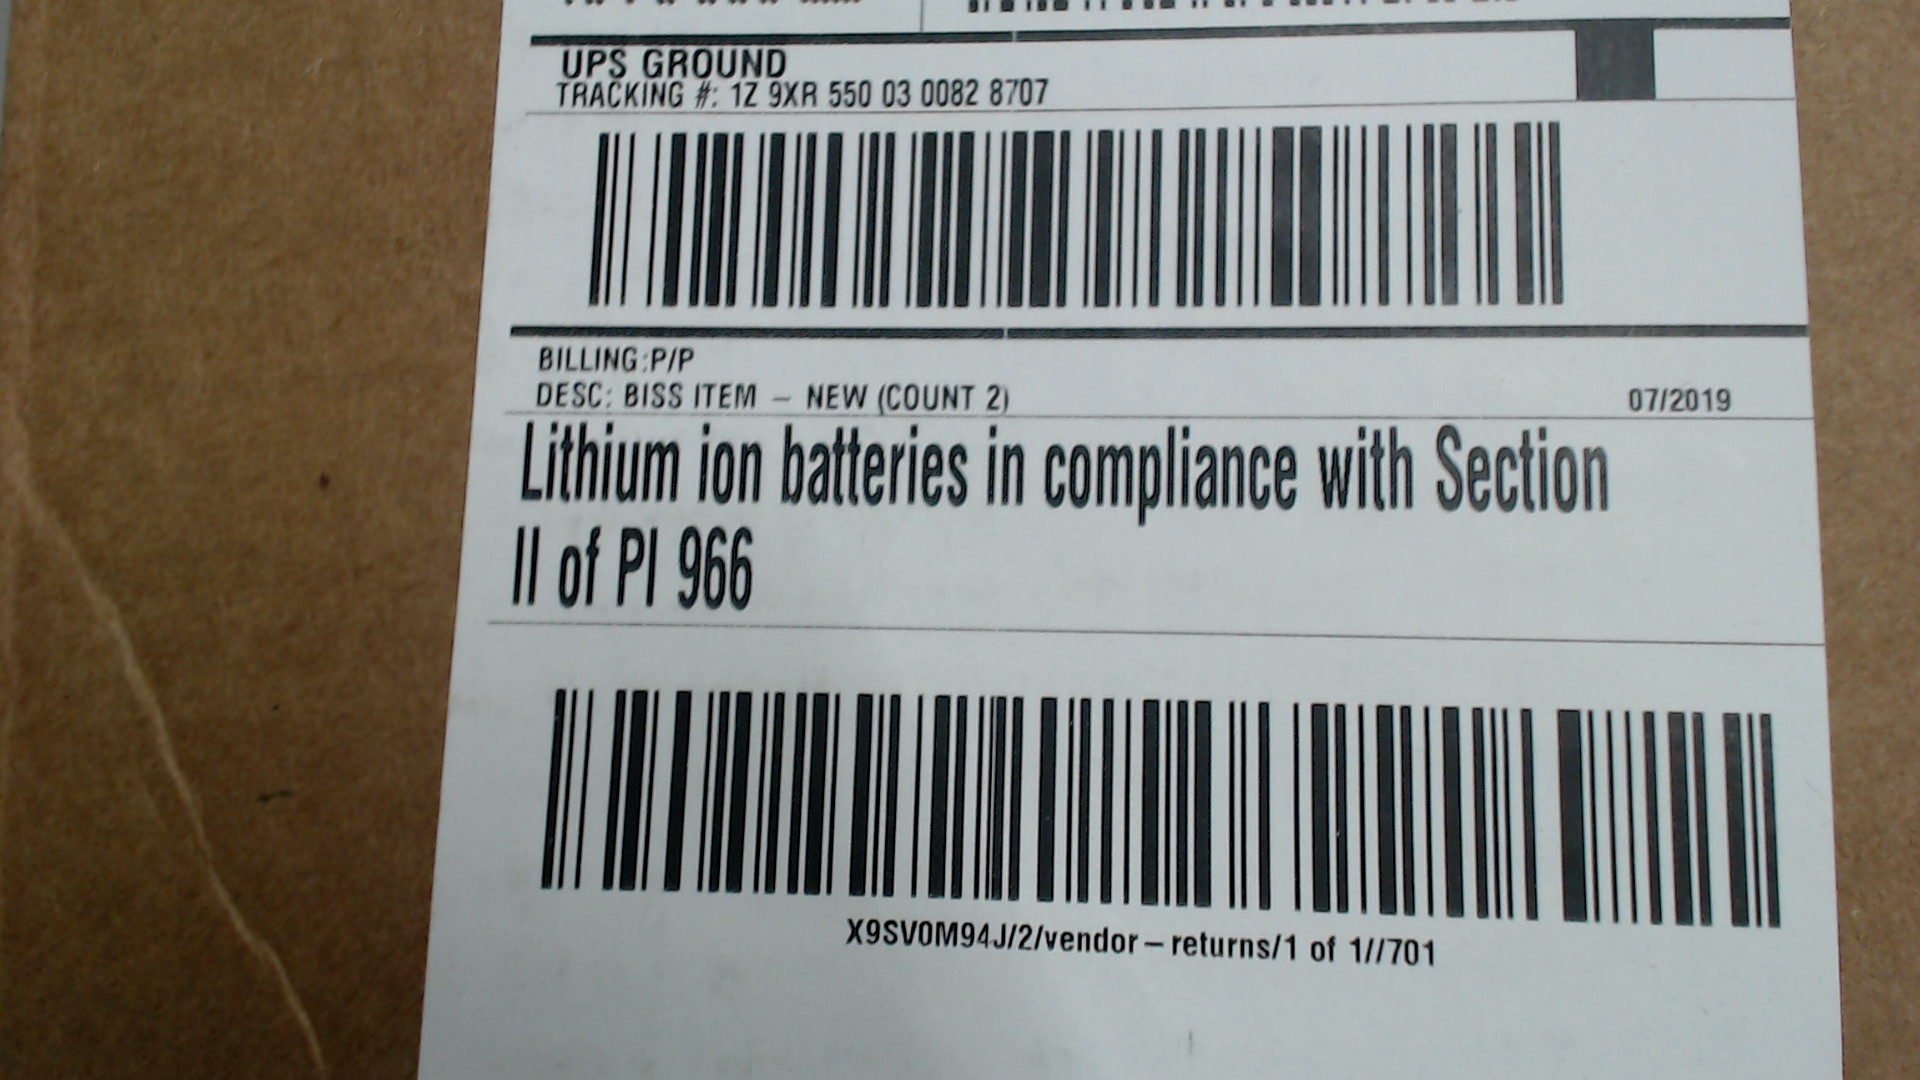 UPS GROUND
TRACKING #: 1Z 9XR 550 03 0082 8707
BILLING:P/P
DESC: BISS ITEM – NEW (COUNT 2)
07/2019
Lithium ion batteries in compliance with Section
II of PI 966
X9SV0M94J/2/vendor – returns/1 of 1//701